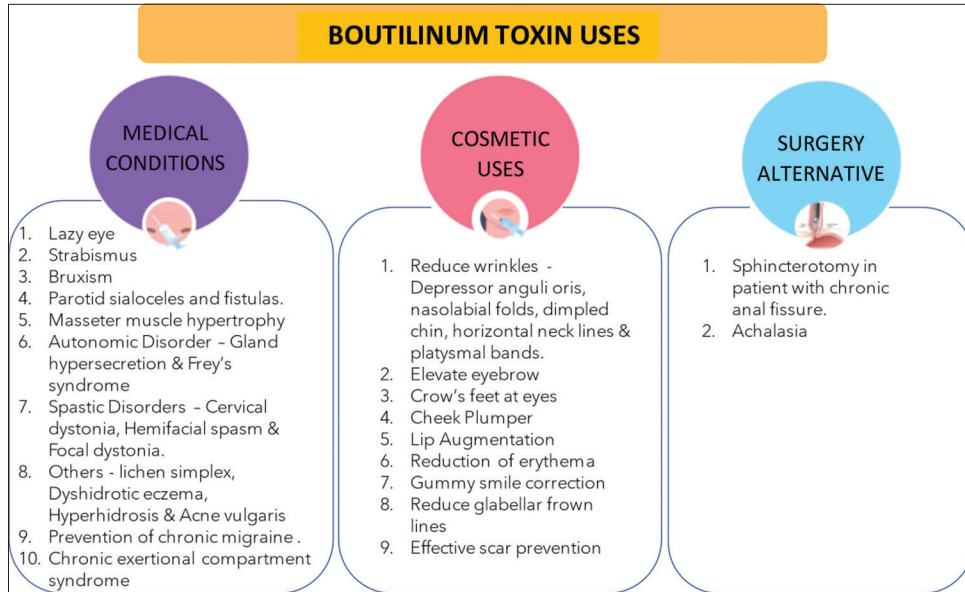 BOUTILINUM TOXIN USES
MEDICAL
CONDITIONS
1. Lazy eye
2. Strabismus
3. Bruxism
4. Parotid sialoceles and fistulas.
5. Masseter muscle hypertrophy
6. Autonomic Disorder – Gland
hypersecretion & Frey's
syndrome
7. Spastic Disorders – Cervical
dystonia, Hemifacial spasm &
Focal dystonia.
8. Others - lichen simplex,
Dyshidrotic eczema,
Hyperhidrosis & Acne vulgaris
9. Prevention of chronic migraine .
10. Chronic exertional compartment
syndrome
COSMETIC
USES
1. Reduce wrinkles -
Depressor anguli oris,
nasolabial folds, dimpled
chin, horizontal neck lines &
platysmal bands.
2. Elevate eyebrow
3. Crow's feet at eyes
4. Cheek Plumper
5. Lip Augmentation
6. Reduction of erythema
7. Gummy smile correction
8. Reduce glabellar frown
lines
9. Effective scar prevention
SURGERY
ALTERNATIVE
1. Sphincterotomy in
patient with chronic
anal fissure.
2. Achalasia